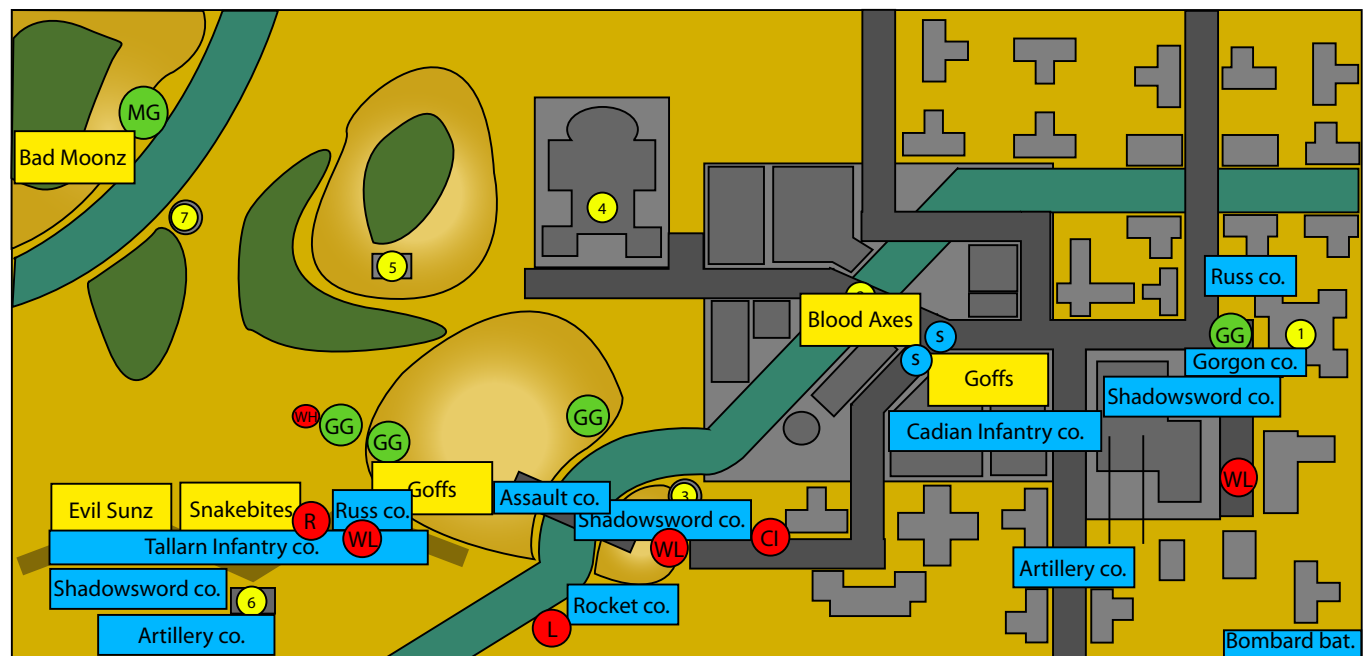 MG
Bad Moonz
7
4
5
Russ co.
Blood Axes
S
S
GG
1
Gorgon co.
Goffs
Shadowsword co.
WH
GG
GG
GG
Cadian Infantry co.
Goffs
Assault co.
3
WL
Evil Sunz
Snakebites
R
Russ co.
Shadowsword co.
WL
CI
WL
Tallarn Infantry co.
Artillery co.
Shadowsword co.
6
Rocket co.
L
Artillery co.
Bombard bat.